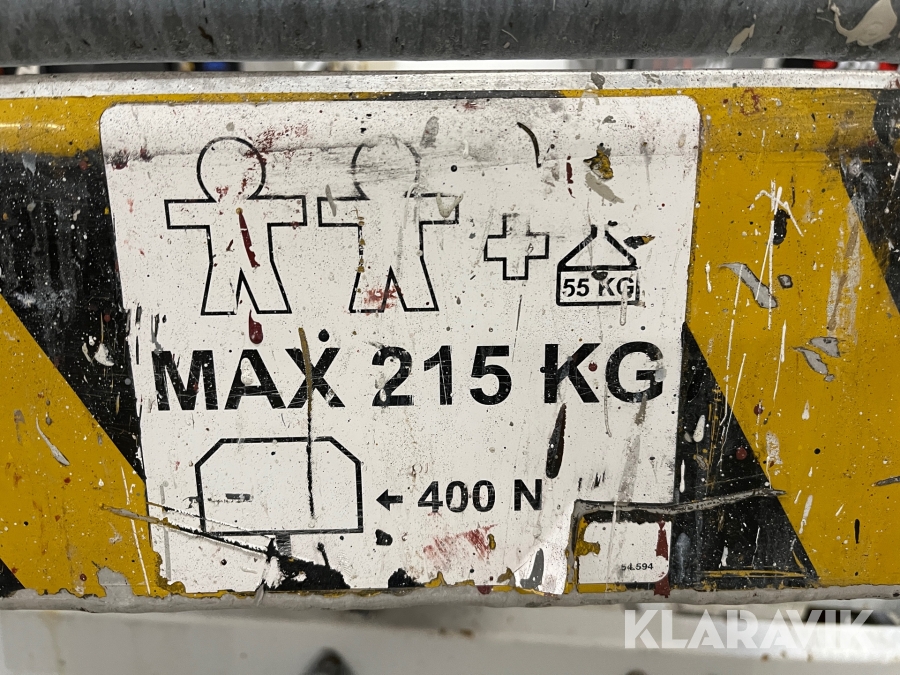 55 KG
MAX 215 KG
← 400 N
54.594
KLARAVIK